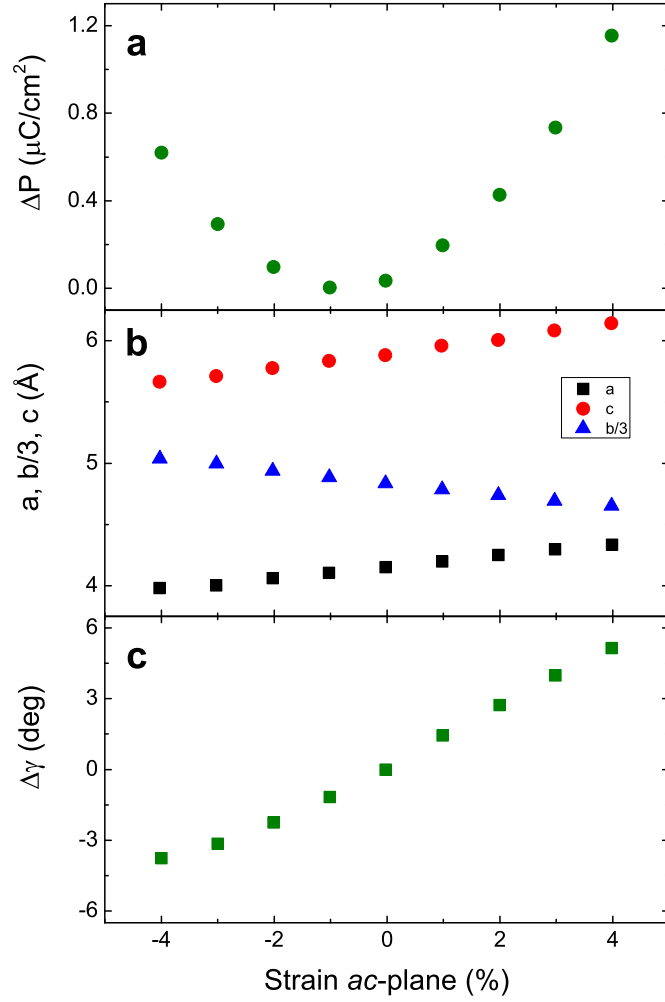 a
1.2
0.8
0.4
0.0
ΔP (μC/cm²)
b
6
5
4
a, b/3, c (Å)
a
c
b/3
c
6
3
0
-3
-6
Δγ (deg)
-4 -2 0 2 4
Strain ac-plane (%)